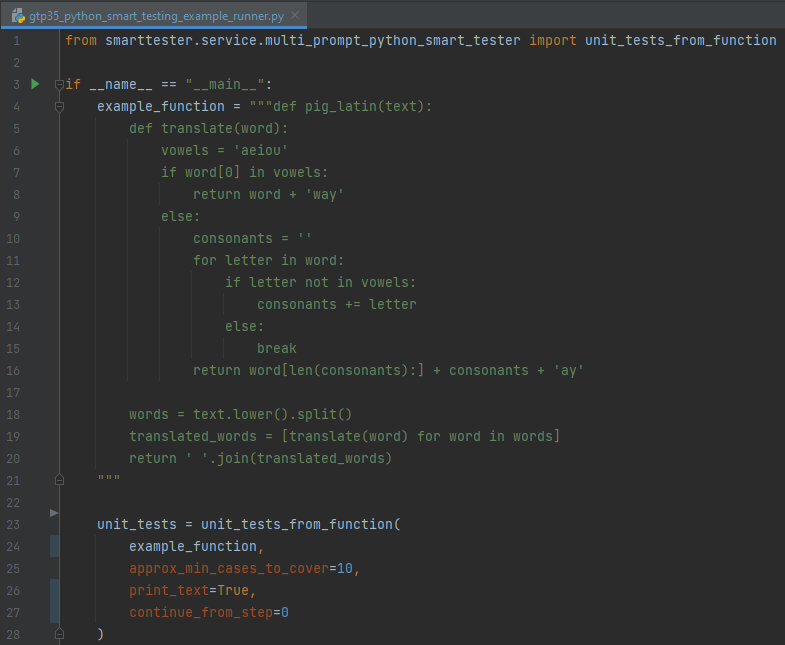 gtp35_python_smart_testing_example_runner.py
1 from smarttester.service.multi_prompt_python_smart_tester import unit_tests_from_function
2
3 if __name__ == "__main__":
4     example_function = """def pig_latin(text):
5         def translate(word):
6             vowels = 'aeiou'
7             if word[0] in vowels:
8                 return word + 'way'
9             else:
10                 consonants = ''
11                 for letter in word:
12                     if letter not in vowels:
13                         consonants += letter
14                     else:
15                         break
16                 return word[len(consonants):] + consonants + 'ay'
17
18         words = text.lower().split()
19         translated_words = [translate(word) for word in words]
20         return ' '.join(translated_words)
21     """
22
23     unit_tests = unit_tests_from_function(
24         example_function,
25         approx_min_cases_to_cover=10,
26         print_text=True,
27         continue_from_step=0
28     )